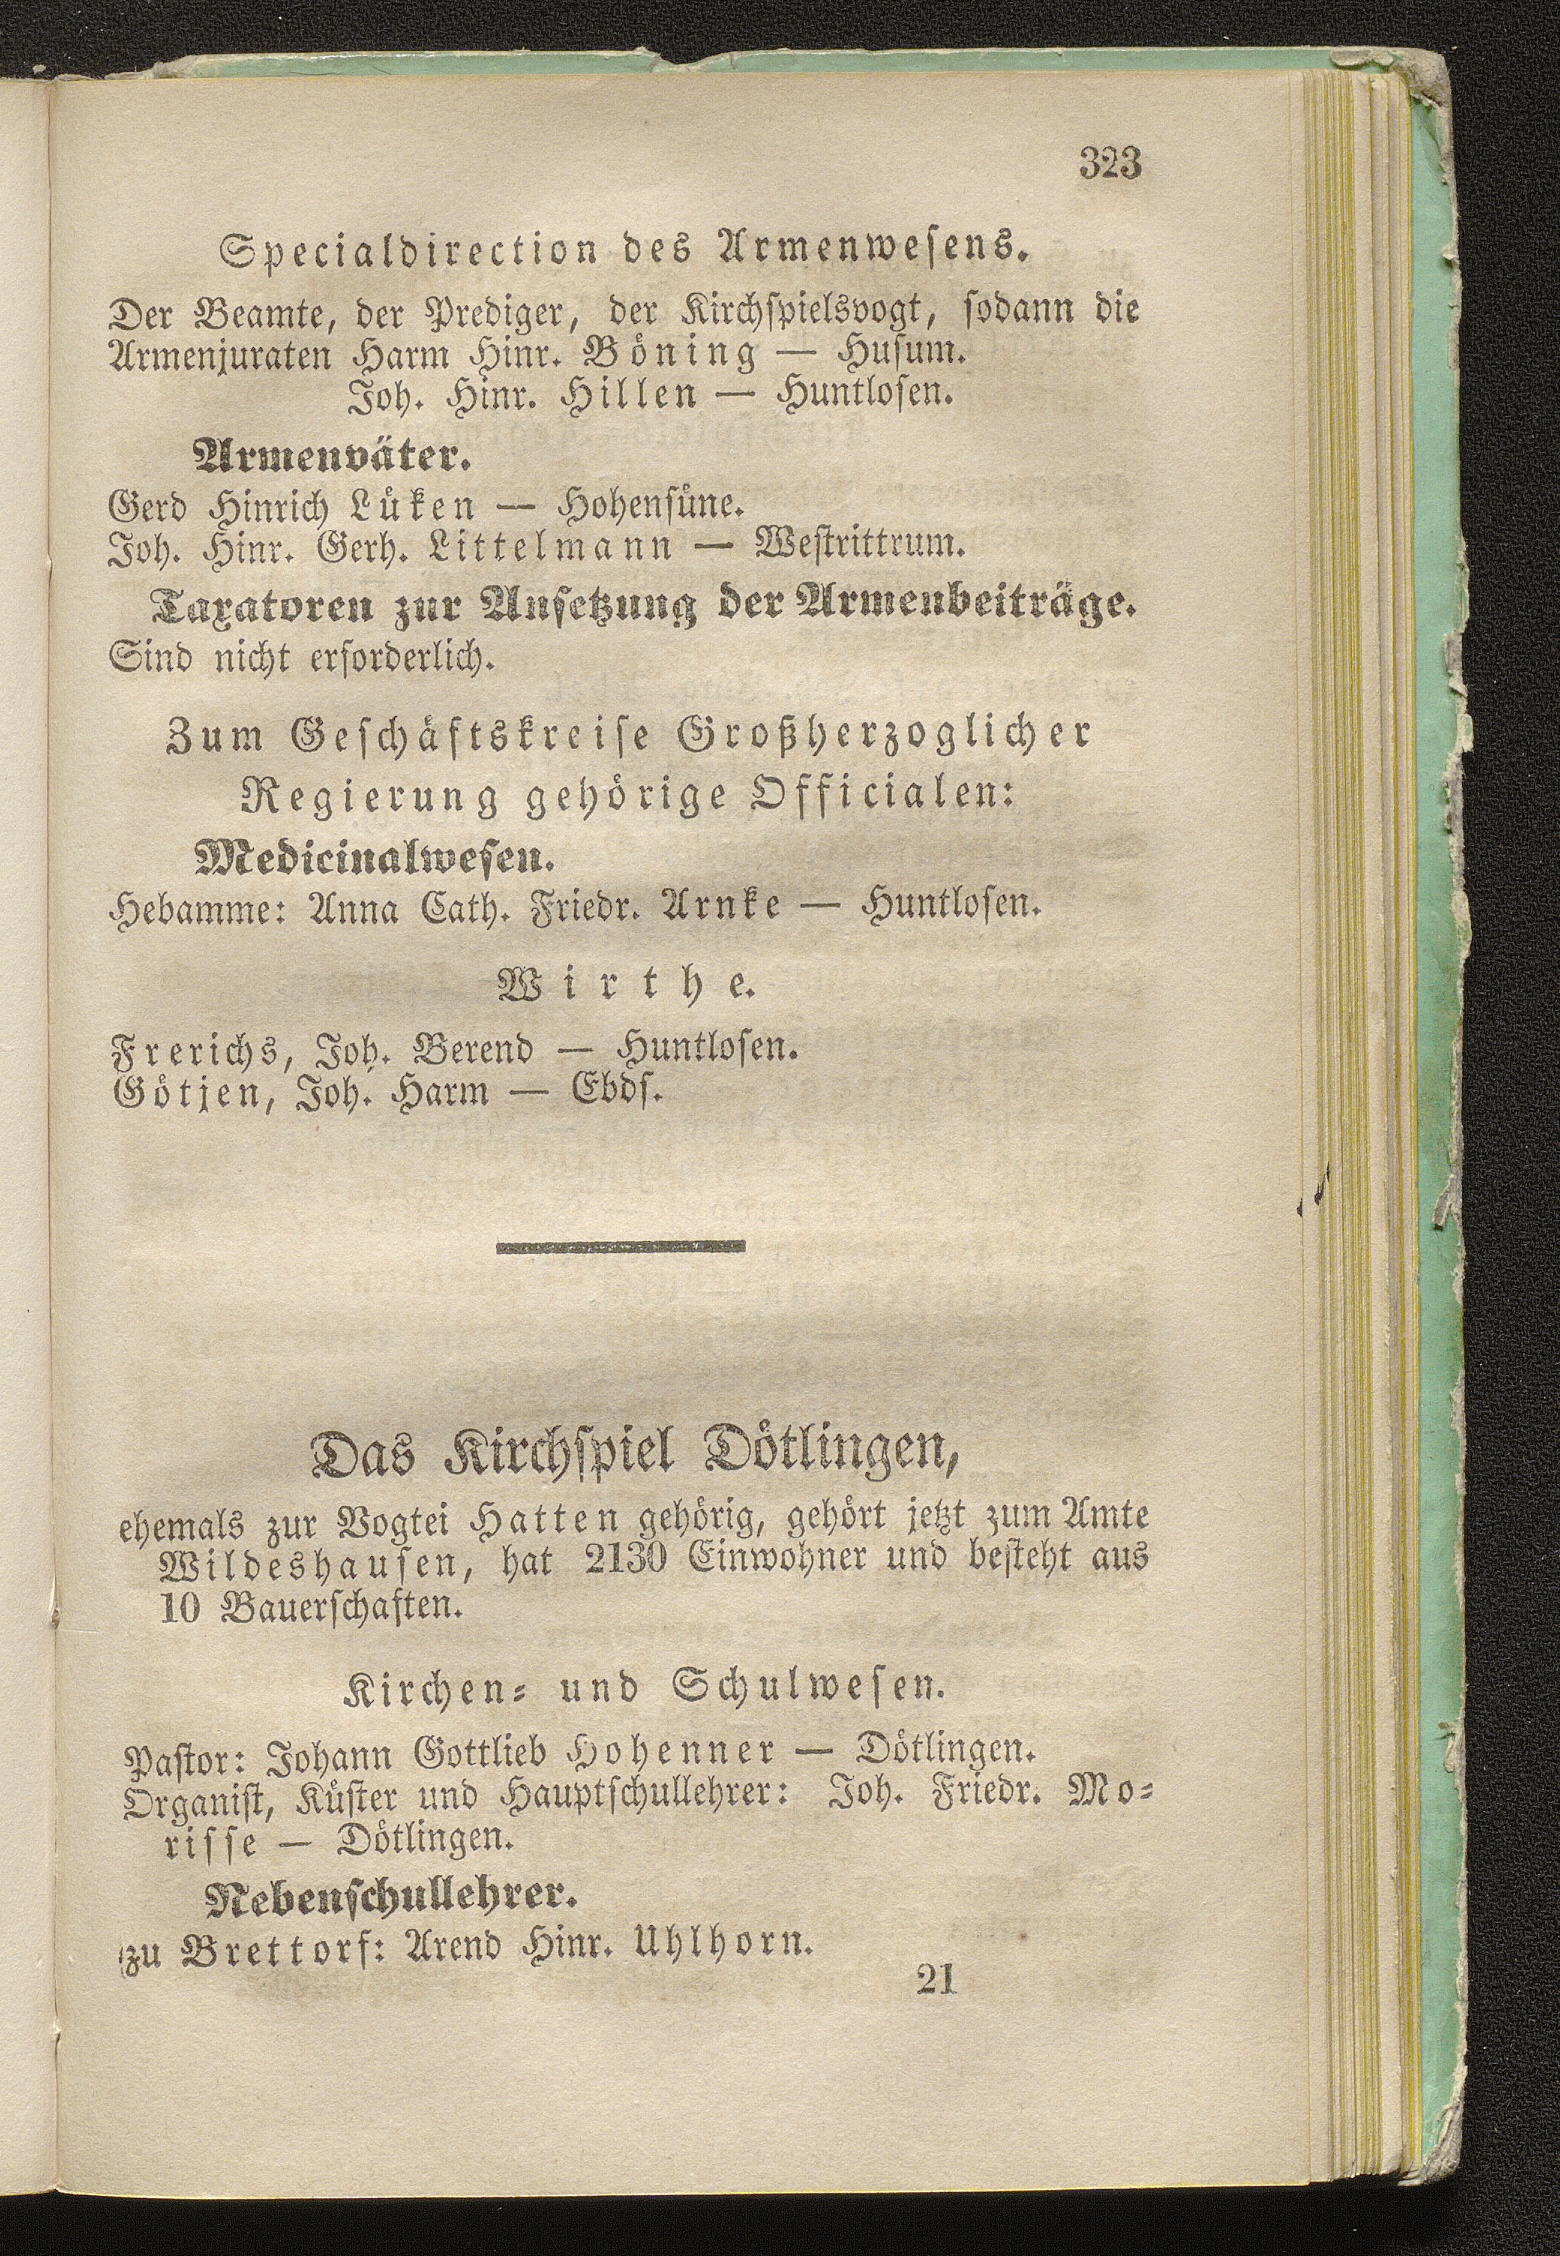 323
Specialdirection des Armenwesens.
Der Beamte, der Prediger, der Kirchspielsvogt, sodann die
Armenjuraten Harm Hinr. Böning — Husum.
Joh. Hinr. Hillen — Huntlosen.
Armenväter.
Gerd Hinrich Lüken — Hohensüne.
Joh. Hinr. Gerh. Littelmann — Westrittrum.
Taxatoren zur Ansetzung der Armenbeiträge.
Sind nicht erforderlich.
Zum Geschäftskreise Großherzoglicher
Regierung gehörige Officialen:
Medicinalwesen.
Hebamme: Anna Cath. Friedr. Arnke — Huntlosen.
Wirthe.
Frerichs, Joh. Berend — Huntlosen.
Götjen, Joh. Harm — Ebds.
Das Kirchspiel Dötlingen,
ehemals zur Vogtei Hatten gehörig, gehört jetzt zum Amte
Wildeshausen, hat 2130 Einwohner und besteht aus
10 Bauerschaften.
Kirchen- und Schulwesen.
Pastor: Johann Gottlieb Hohenner — Dötlingen.
Organist, Küster und Hauptschullehrer: Joh. Friedr. Mo-
risse — Dötlingen.
Nebenschullehrer.
zu Brettorf: Arend Hinr. Uhlhorn.
21